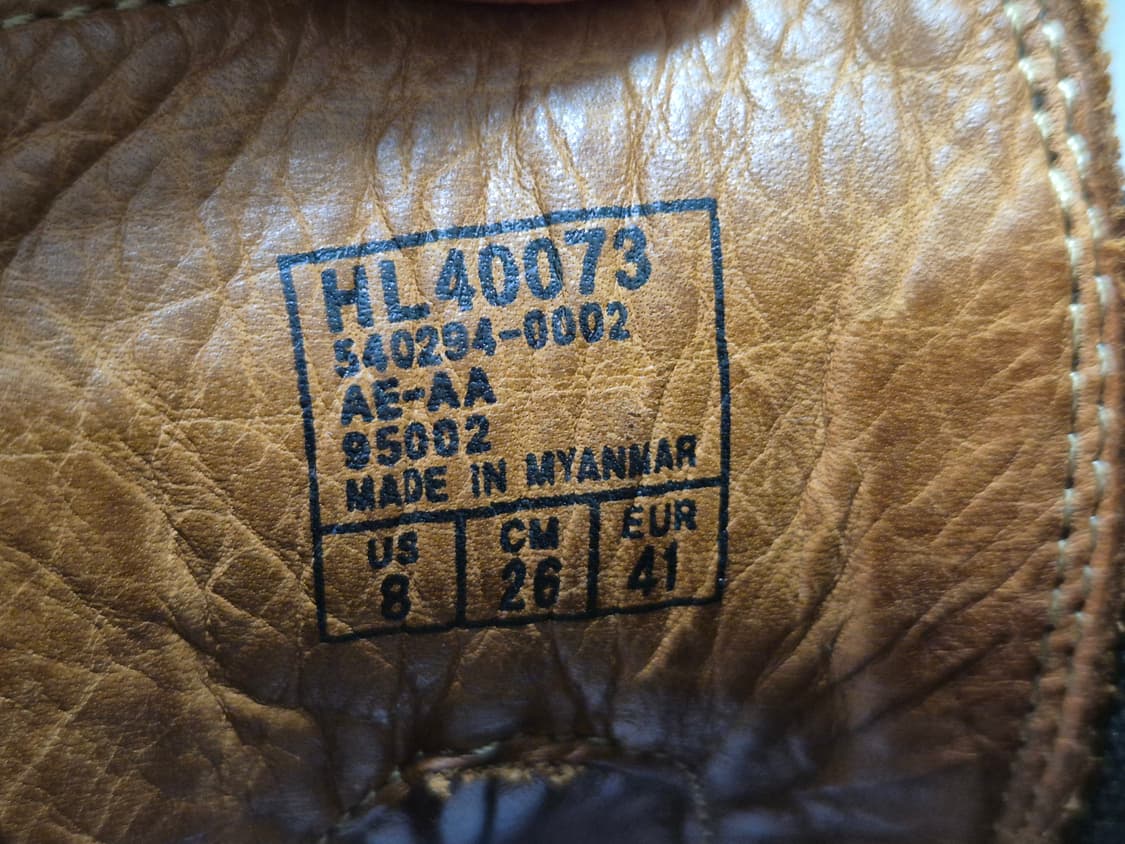 HL40073
540294-0002
AE-AA
95002
MADE IN MYANMAR
US CM EUR
8 26 41